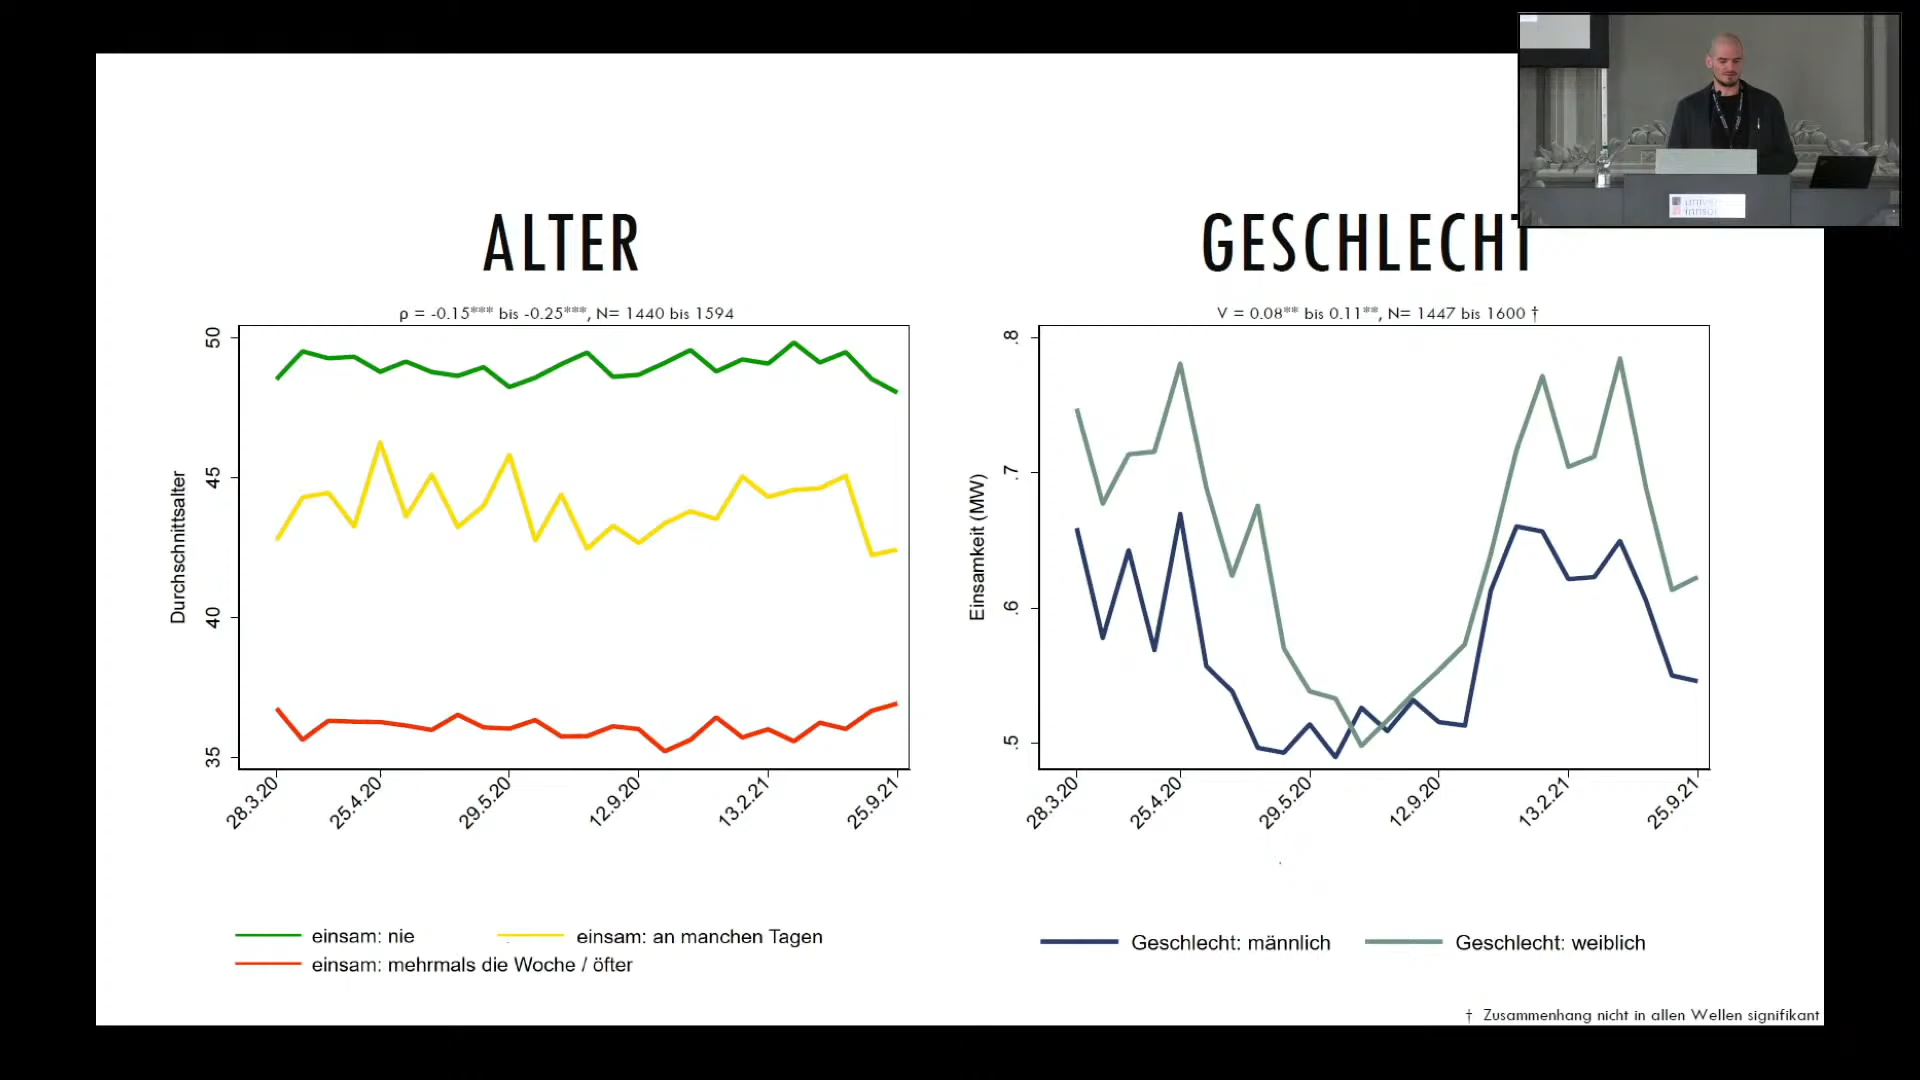 ALTER
ρ = -0.15*** bis -0.25***, N= 1440 bis 1594
50
45
40
35
Durchschnittsalter
28.3.20
25.4.20
29.5.20
12.9.20
13.2.21
25.9.21
einsam: nie
einsam: an manchen Tagen
einsam: mehrmals die Woche / öfter
GESCHLECHT
V = 0.08** bis 0.11**, N= 1447 bis 1600 †
.8
.7
.6
.5
Einsamkeit (MW)
28.3.20
25.4.20
29.5.20
12.9.20
13.2.21
25.9.21
Geschlecht: männlich
Geschlecht: weiblich
† Zusammenhang nicht in allen Wellen signifikant